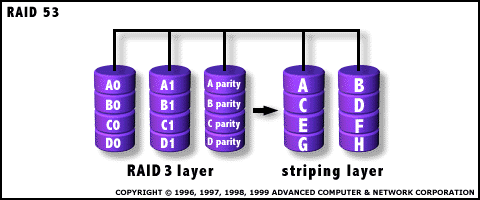 RAID 53
A0 A1 A parity A B
B0 B1 B parity C D
C0 C1 C parity E F
D0 D1 D parity G H
RAID 3 layer striping layer
COPYRIGHT © 1996, 1997, 1998, 1999 ADVANCED COMPUTER & NETWORK CORPORATION